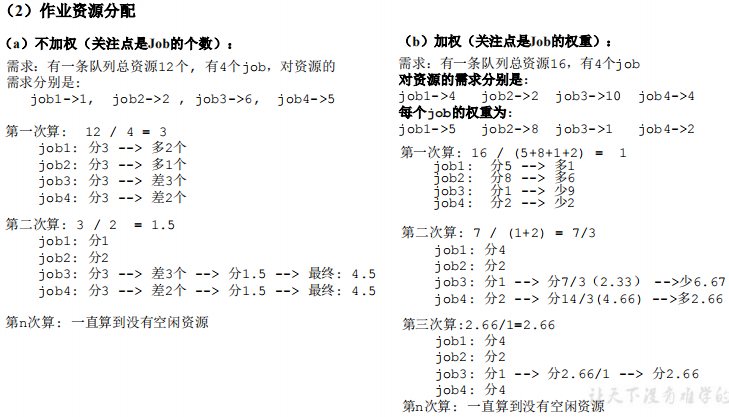 （2）作业资源分配
（a）不加权（关注点是Job的个数）：
需求：有一条队列总资源12个, 有4个job，对资源的
需求分别是:
job1->1, job2->2 , job3->6, job4->5
第一次算: 12 / 4 = 3
job1: 分3 --> 多2个
job2: 分3 --> 多1个
job3: 分3 --> 差3个
job4: 分3 --> 差2个
第二次算: 3 / 2 = 1.5
job1: 分1
job2: 分2
job3: 分3 --> 差3个 --> 分1.5 --> 最终: 4.5
job4: 分3 --> 差2个 --> 分1.5 --> 最终: 4.5
第n次算: 一直算到没有空闲资源
（b）加权（关注点是Job的权重）：
需求：有一条队列总资源16，有4个job
对资源的需求分别是:
job1->4 job2->2 job3->10 job4->4
每个job的权重为:
job1->5 job2->8 job3->1 job4->2
第一次算: 16 / (5+8+1+2) = 1
job1: 分5 --> 多1
job2: 分8 --> 多6
job3: 分1 --> 少9
job4: 分2 --> 少2
第二次算: 7 / (1+2) = 7/3
job1: 分4
job2: 分2
job3: 分1 --> 分7/3（2.33） -->少6.67
job4: 分2 --> 分14/3(4.66) -->多2.66
第三次算:2.66/1=2.66
job1: 分4
job2: 分2
job3: 分1 --> 分2.66/1 --> 分2.66
job4: 分4
第n次算: 一直算到没有空闲资源
让天下没有难学的